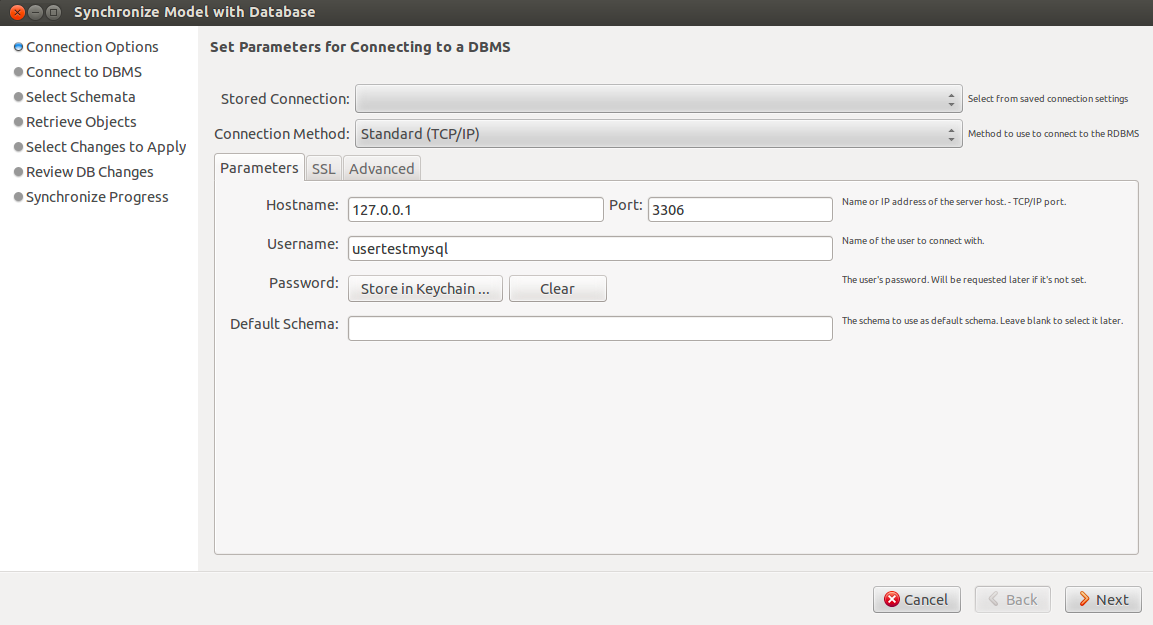 Synchronize Model with Database
Connection Options
Connect to DBMS
Select Schemata
Retrieve Objects
Select Changes to Apply
Review DB Changes
Synchronize Progress
Set Parameters for Connecting to a DBMS
Stored Connection: Select from saved connection settings
Connection Method: Standard (TCP/IP) Method to use to connect to the RDBMS
Parameters SSL Advanced
Hostname: 127.0.0.1 Port: 3306 Name or IP address of the server host. - TCP/IP port.
Username: usertestmysql Name of the user to connect with.
Password: Store in Keychain ... Clear The user's password. Will be requested later if it's not set.
Default Schema: The schema to use as default schema. Leave blank to select it later.
Cancel Back Next